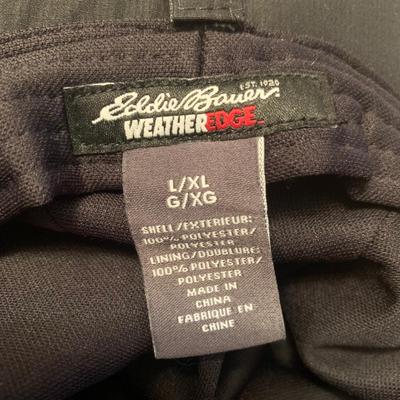 EST. 1920
Eddie Bauer
WEATHEREDGE
L/XL
G/XG
SHELL/EXTERIEUR:
100% POLYESTER/
POLYESTER
LINING/DOUBLURE:
100% POLYESTER/
POLYESTER
MADE IN
CHINA
FABRIQUE EN
CHINE